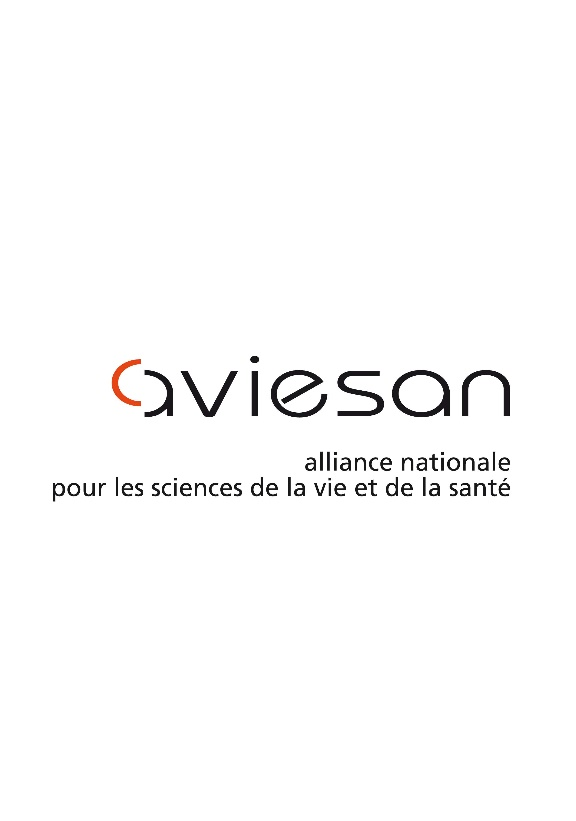 aviesan
alliance nationale
pour les sciences de la vie et de la santé